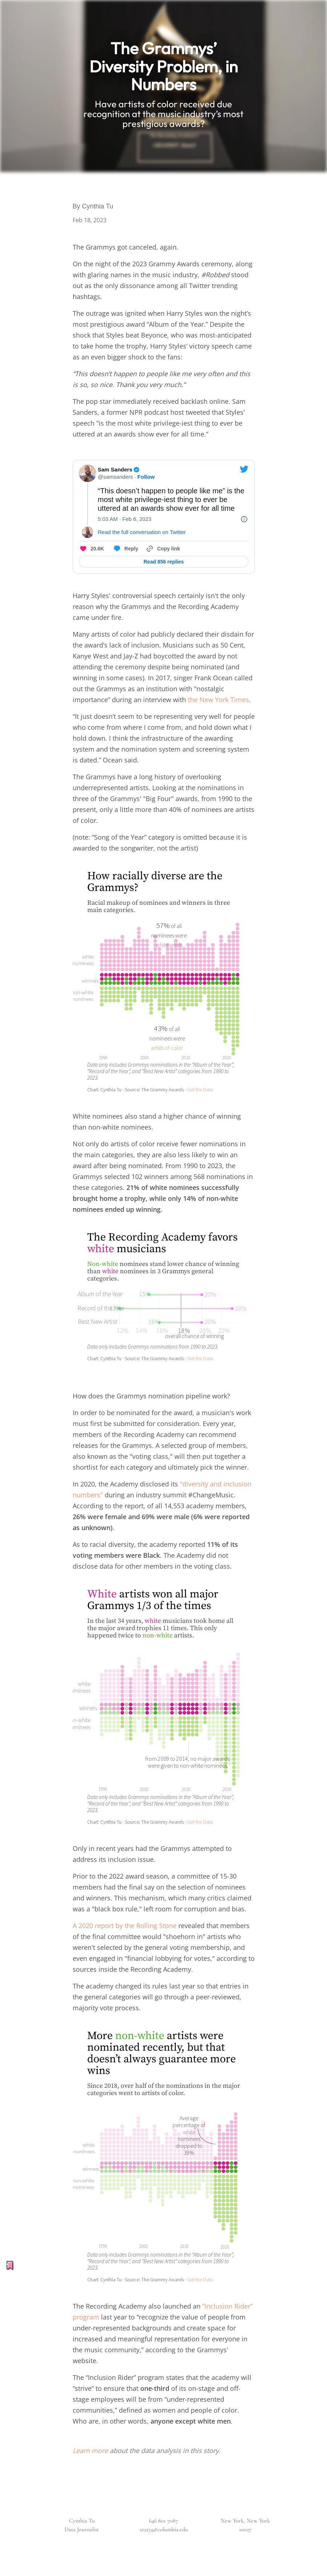 The Grammys’
Diversity Problem, in
Numbers
Have artists of color received due
recognition at the music industry’s most
prestigious awards?
By Cynthia Tu
Feb 18, 2023
The Grammys got canceled, again.
On the night of the 2023 Grammy Awards ceremony, along
with glaring names in the music industry, #Robbed stood
out as the only dissonance among all Twitter trending
hashtags.
The outrage was ignited when Harry Styles won the night’s
most prestigious award “Album of the Year.” Despite the
shock that Styles beat Beyonce, who was most-anticipated
to take home the trophy, Harry Styles’ victory speech came
as an even bigger shock to the fans:
“This doesn’t happen to people like me very often and this
is so, so nice. Thank you very much.”
The pop star immediately received backlash online. Sam
Sanders, a former NPR podcast host tweeted that Styles'
speech "is the most white privilege-iest thing to ever be
uttered at an awards show ever for all time.”
Sam Sanders
@samsanders · Follow
“This doesn’t happen to people like me” is the
most white privilege-iest thing to ever be
uttered at an awards show ever for all time
5:03 AM · Feb 6, 2023
Read the full conversation on Twitter
20.6K Reply Copy link
Read 856 replies
Harry Styles' controversial speech certainly isn't the only
reason why the Grammys and the Recording Academy
came under fire.
Many artists of color had publicly declared their disdain for
the award’s lack of inclusion. Musicians such as 50 Cent,
Kanye West and Jay-Z had boycotted the award by not
attending the ceremony despite being nominated (and
winning in some cases). In 2017, singer Frank Ocean called
out the Grammys as an institution with "nostalgic
importance” during an interview with the New York Times.
“It just doesn’t seem to be representing very well for people
who come from where I come from, and hold down what I
hold down. I think the infrastructure of the awarding
system and the nomination system and screening system
is dated.” Ocean said.
The Grammys have a long history of overlooking
underrepresented artists. Looking at the nominations in
three of the Grammys' "Big Four" awards, from 1990 to the
present, only a little more than 40% of nominees are artists
of color.
(note: “Song of the Year” category is omitted because it is
awarded to the songwriter, not the artist)
How racially diverse are the
Grammys?
Racial makeup of nominees and winners in three
main categories.
57% of all
nominees were
white
nominees
winners
non-white
nominees
43% of all
nominees were
artists of color
1990 2000 2010 2020
Data only includes Grammys nominations in the “Album of the Year”,
“Record of the Year”, and “Best New Artist” categories from 1990 to
2023.
Chart: Cynthia Tu · Source: The Grammy Awards · Get the Data
White nominees also stand a higher chance of winning
than non-white nominees.
Not only do artists of color receive fewer nominations in
the main categories, they are also less likely to win an
award after being nominated. From 1990 to 2023, the
Grammys selected 102 winners among 568 nominations in
these categories. 21% of white nominees successfully
brought home a trophy, while only 14% of non-white
nominees ended up winning.
The Recording Academy favors
white musicians
Non-white nominees stand lower chance of winning
than white nominees in 3 Grammys general
categories.
Album of the Year 15% 20%
Record of the
Best New Artist 16% 20%
12% 14% 16% 18% 20% 22%
overall chance of winning
Data only includes Grammys nominations from 1990 to 2023.
Chart: Cynthia Tu · Source: The Grammy Awards · Get the Data
How does the Grammys nomination pipeline work?
In order to be nominated for the award, a musician's work
must first be submitted for consideration. Every year,
members of the Recording Academy can recommend
releases for the Grammys. A selected group of members,
also known as the “voting class,” will then put together a
shortlist for each category and ultimately pick the winner.
In 2020, the Academy disclosed its "diversity and inclusion
numbers" during an industry summit #ChangeMusic.
According to the report, of all 14,553 academy members,
26% were female and 69% were male (6% were reported
as unknown).
As to racial diversity, the academy reported 11% of its
voting members were Black. The Academy did not
disclose data for other members in the voting class.
White artists won all major
Grammys 1/3 of the times
In the last 34 years, white musicians took home all
the major award trophies 11 times. This only
happened twice to non-white artists.
white
nominees
winners
non-white
nominees
from 2009 to 2014, no major awards
were given to non-white nominees
1990 2000 2010 2020
Data only includes Grammys nominations in the “Album of the Year”,
“Record of the Year”, and “Best New Artist” categories from 1990 to
2023.
Chart: Cynthia Tu · Source: The Grammy Awards · Get the Data
Only in recent years had the Grammys attempted to
address its inclusion issue.
Prior to the 2022 award season, a committee of 15-30
members had the final say on the selection of nominees
and winners. This mechanism, which many critics claimed
was a "black box rule," left room for corruption and bias.
A 2020 report by the Rolling Stone revealed that members
of the final committee would "shoehorn in" artists who
weren't selected by the general voting membership, and
even engaged in "financial lobbying for votes," according to
sources inside the Recording Academy.
The academy changed its rules last year so that entries in
the general categories will go through a peer-reviewed,
majority vote process.
More non-white artists were
nominated recently, but that
doesn’t always guarantee more
wins
Since 2018, over half of the nominations in the major
categories went to artists of color.
Average
percentage of
white
nominees
dropped to
39%
white
nominees
winners
non-white
nominees
1990 2000 2010 2020
Data only includes Grammys nominations in the “Album of the Year”,
“Record of the Year”, and “Best New Artist” categories from 1990 to
2023.
Chart: Cynthia Tu · Source: The Grammy Awards · Get the Data
The Recording Academy also launched an "Inclusion Rider"
program last year to “recognize the value of people from
under-represented backgrounds and create space for
increased and meaningful representation for everyone in
the music community,” according to the Grammys’
website.
The “Inclusion Rider” program states that the academy will
“strive” to ensure that one-third of its on-stage and off-
stage employees will be from “under-represented
communities,” defined as women and people of color.
Who are, in other words, anyone except white men.
Learn more about the data analysis in this story.
Cynthia Tu New York, New York
Data Journalist